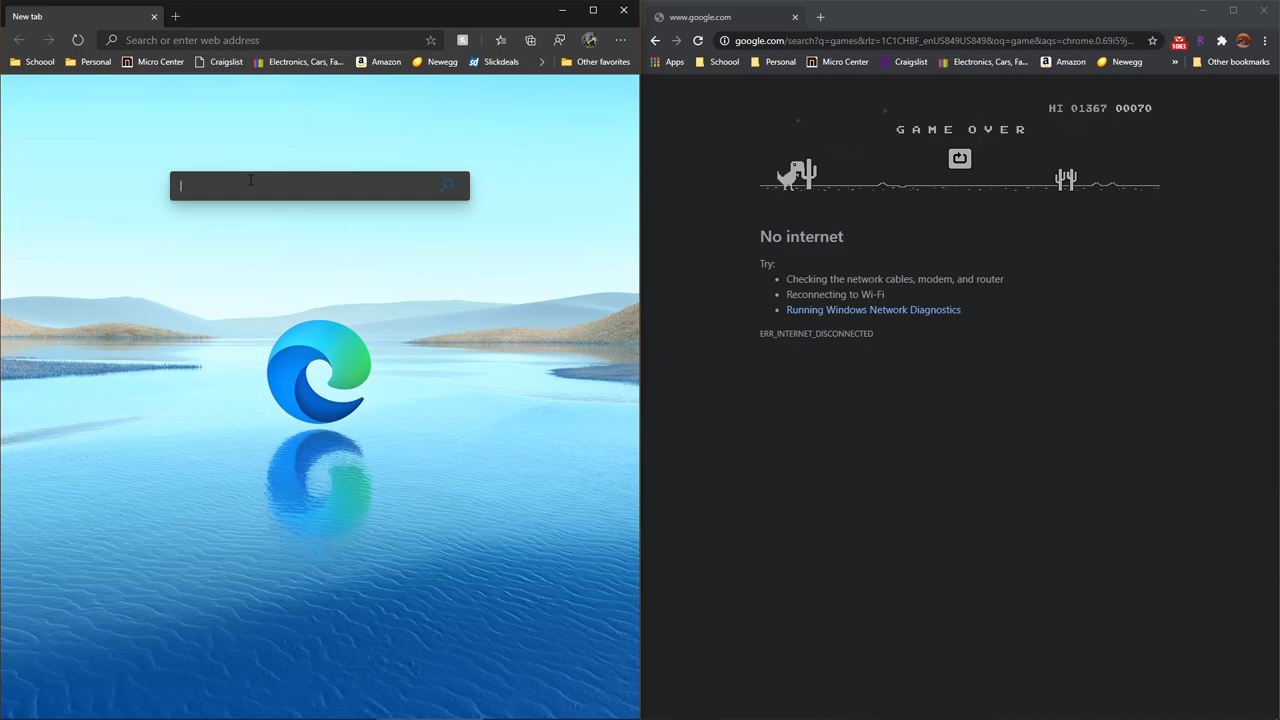 New tab
Search or enter web address
Schoool
Personal
Micro Center
Craigslist
Electronics, Cars, Fa...
Amazon
Newegg
Slickdeals
Other favorites
www.google.com
google.com/search?q=games&rlz=1C1CHBF_enUS849US849&oq=game&aqs=chrome.0.69i59j...
1083
Apps
Schoool
Personal
Micro Center
Craigslist
Electronics, Cars, Fa...
Amazon
Newegg
Other bookmarks
HI 01367 00070
GAME OVER
No internet
Try:
Checking the network cables, modem, and router
Reconnecting to Wi-Fi
Running Windows Network Diagnostics
ERR_INTERNET_DISCONNECTED